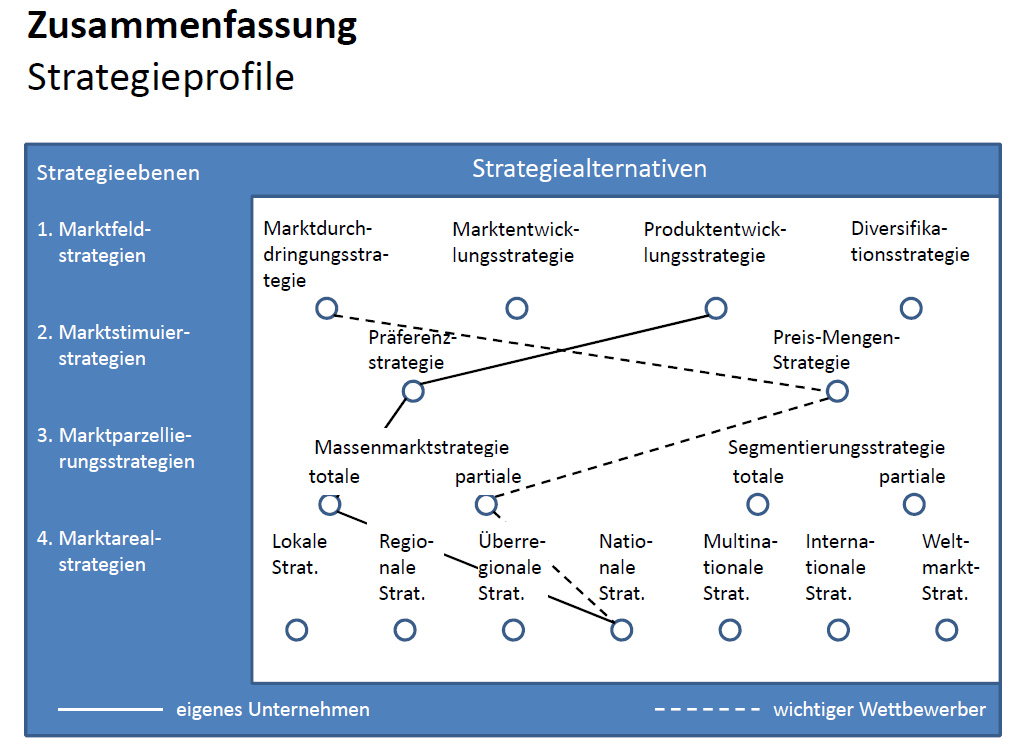 Zusammenfassung
Strategieprofile
Strategieebenen
Strategiealternativen
1. Marktfeld-
strategien
Marktdurch-
dringungsstra-
tegie
Marktentwick-
lungsstrategie
Produktentwick-
lungsstrategie
Diversifika-
tionsstrategie
2. Marktstimuier-
strategien
Präferenz-
strategie
Preis-Mengen-
Strategie
3. Marktparzellie-
rungsstrategien
Massenmarktstrategie
totale
partiale
Segmentierungsstrategie
totale
partiale
4. Marktareal-
strategien
Lokale
Strat.
Regio-
nale
Strat.
Überre-
gionale
Strat.
Natio-
nale
Strat.
Multina-
tionale
Strat.
Interna-
tionale
Strat.
Welt-
markt-
Strat.
eigenes Unternehmen
wichtiger Wettbewerber